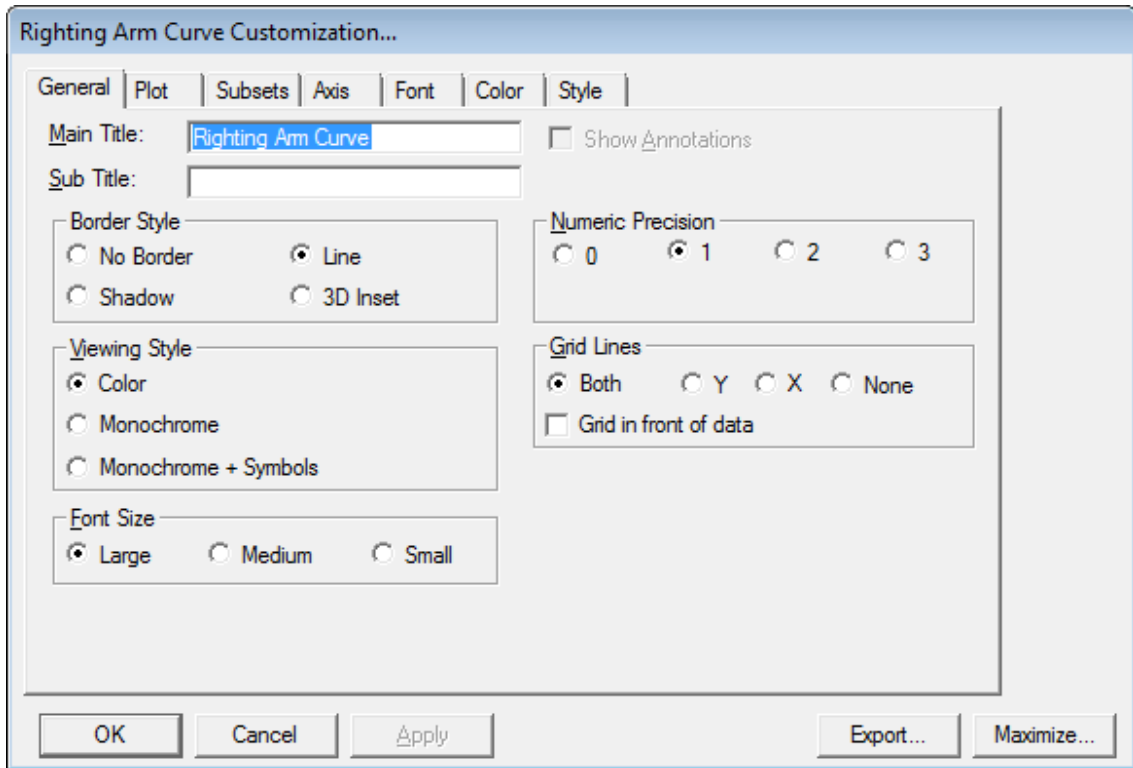 Righting Arm Curve Customization...
General Plot Subsets Axis Font Color Style
Main Title: Righting Arm Curve Show Annotations
Sub Title:
Border Style Numeric Precision
No Border Line 0 1 2 3
Shadow 3D Inset
Viewing Style Grid Lines
Color Both Y X None
Monochrome Grid in front of data
Monochrome + Symbols
Font Size
Large Medium Small
OK Cancel Apply Export... Maximize...